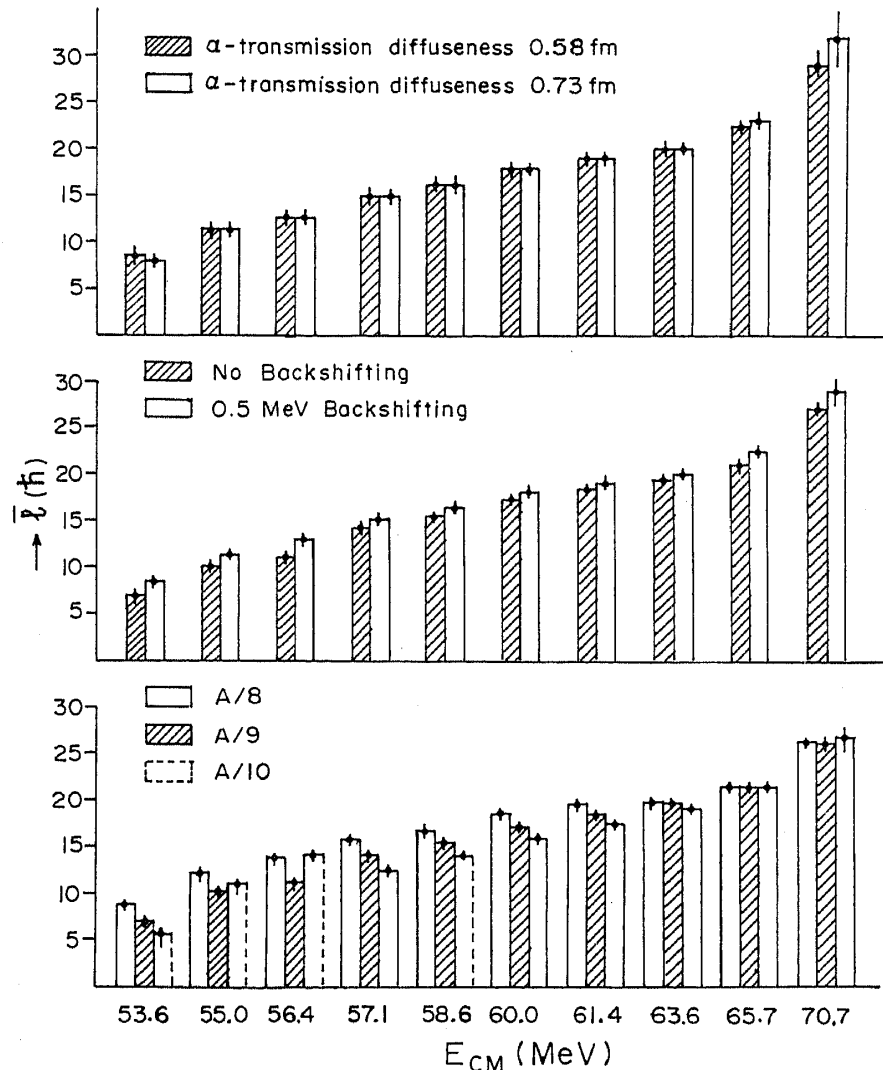 α-transmission diffuseness 0.58 fm
α-transmission diffuseness 0.73 fm
30
25
20
15
10
5
No Backshifting
0.5 MeV Backshifting
30
25
20
15
10
5
→ ℓ̅ (ħ)
A/8
A/9
A/10
30
25
20
15
10
5
53.6 55.0 56.4 57.1 58.6 60.0 61.4 63.6 65.7 70.7
E_CM (MeV)